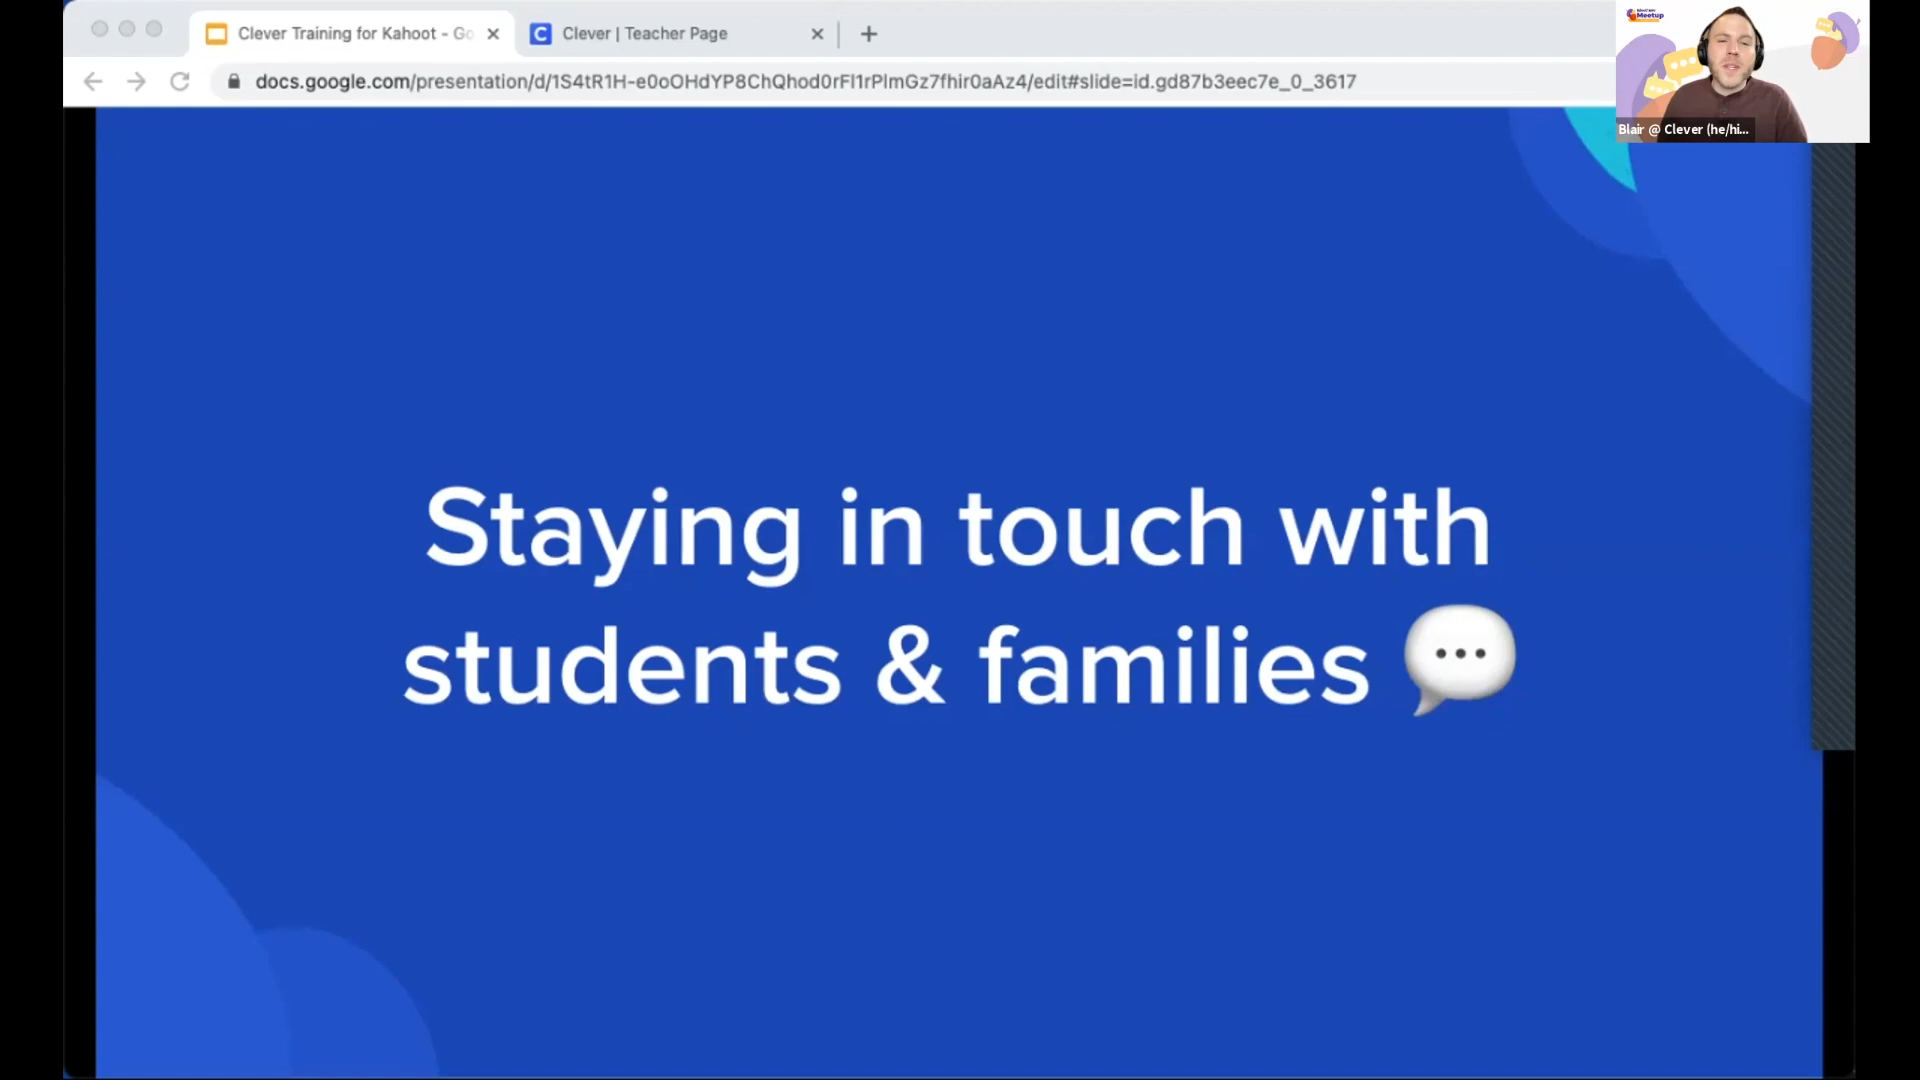 Clever Training for Kahoot - Go
Clever | Teacher Page
docs.google.com/presentation/d/1S4tR1H-e0oOHdYP8ChQhod0rFl1rPlmGz7fhir0aAz4/edit#slide=id.gd87b3eec7e_0_3617
Meetup
Blair @ Clever (he/hi...
Staying in touch with
students & families